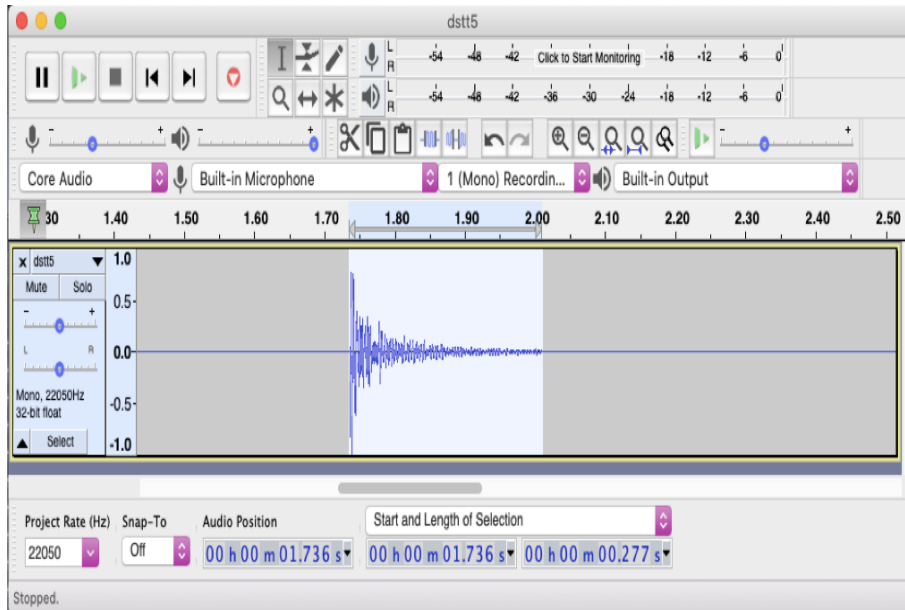 dstt5
L
R
-54 -48 -42 Click to Start Monitoring -18 -12 -6 0
L
R
-54 -48 -42 -36 -30 -24 -18 -12 -6 0
- + - +
- +
Core Audio Built-in Microphone 1 (Mono) Recordin... Built-in Output
30 1.40 1.50 1.60 1.70 1.80 1.90 2.00 2.10 2.20 2.30 2.40 2.50
x dstt5 ▼ 1.0
Mute Solo
- + 0.5
L R 0.0
Mono, 22050Hz
32-bit float -0.5
▲ Select -1.0
Project Rate (Hz) Snap-To Audio Position Start and Length of Selection
22050 Off 00 h 00 m 01.736 s 00 h 00 m 01.736 s 00 h 00 m 00.277 s
Stopped.